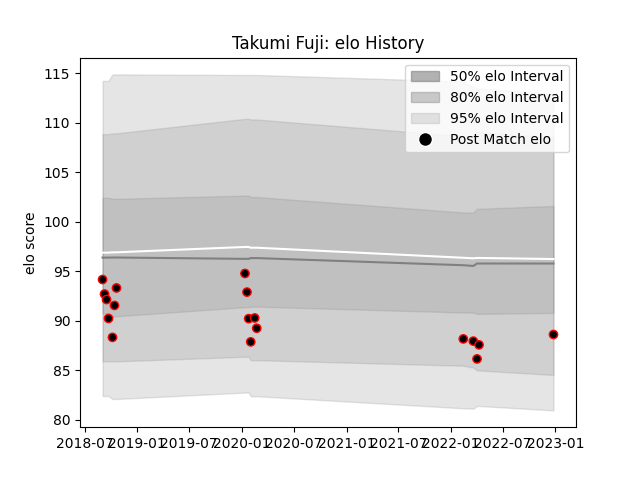 Takumi Fuji: elo History
115
110
105
100
95
90
85
80
elo score
50% elo Interval
80% elo Interval
95% elo Interval
Post Match elo
2018-07 2019-01 2019-07 2020-01 2020-07 2021-01 2021-07 2022-01 2022-07 2023-01